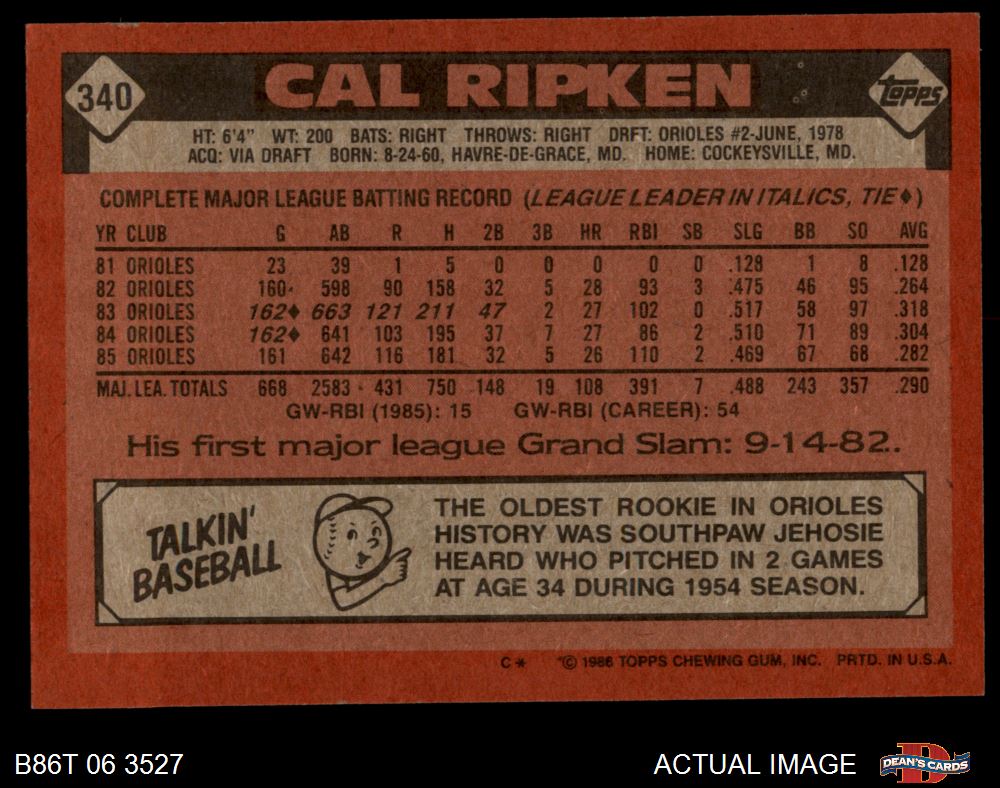 340
CAL RIPKEN
Topps
HT: 6'4" WT: 200 BATS: RIGHT THROWS: RIGHT DRFT: ORIOLES #2-JUNE, 1978
ACQ: VIA DRAFT BORN: 8-24-60, HAVRE-DE-GRACE, MD. HOME: COCKEYSVILLE, MD.
COMPLETE MAJOR LEAGUE BATTING RECORD (LEAGUE LEADER IN ITALICS, TIE♦)
YR CLUB G AB R H 2B 3B HR RBI SB SLG BB SO AVG
81 ORIOLES 23 39 1 5 0 0 0 0 0 .128 1 8 .128
82 ORIOLES 160 598 90 158 32 5 28 93 3 .475 46 95 .264
83 ORIOLES 162♦ 663 121 211 47 2 27 102 0 .517 58 97 .318
84 ORIOLES 162♦ 641 103 195 37 7 27 86 2 .510 71 89 .304
85 ORIOLES 161 642 116 181 32 5 26 110 2 .469 67 68 .282
MAJ. LEA. TOTALS 668 2583 431 750 148 19 108 391 7 .488 243 357 .290
GW-RBI (1985): 15 GW-RBI (CAREER): 54
His first major league Grand Slam: 9-14-82..
TALKIN'
BASEBALL
THE OLDEST ROOKIE IN ORIOLES
HISTORY WAS SOUTHPAW JEHOSIE
HEARD WHO PITCHED IN 2 GAMES
AT AGE 34 DURING 1954 SEASON.
C* *© 1986 TOPPS CHEWING GUM, INC. PRTD. IN U.S.A.
B86T 06 3527
ACTUAL IMAGE
D
DEAN'S CARDS